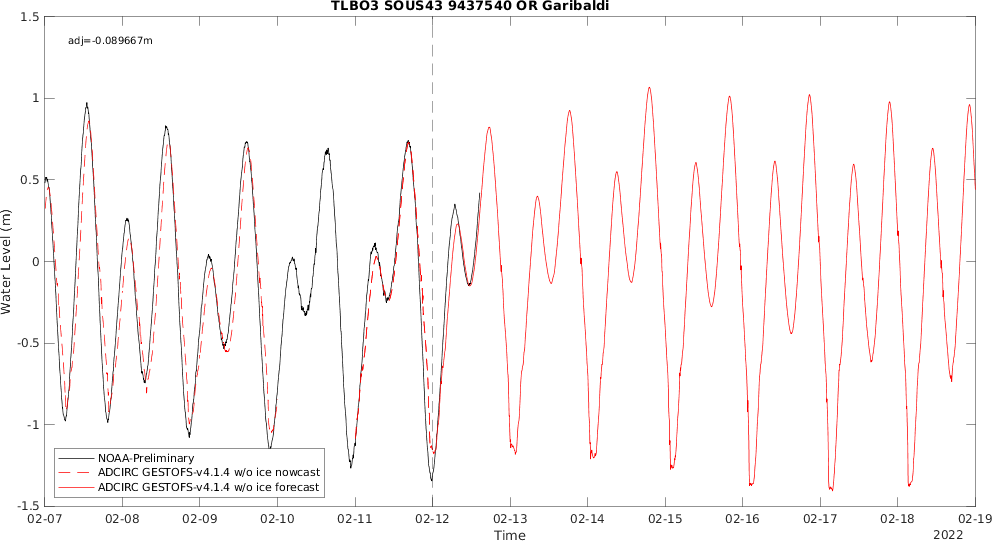 TLBO3 SOUS43 9437540 OR Garibaldi
adj=-0.089667m
1.5
1
0.5
0
-0.5
-1
-1.5
Water Level (m)
NOAA-Preliminary
ADCIRC GESTOFS-v4.1.4 w/o ice nowcast
ADCIRC GESTOFS-v4.1.4 w/o ice forecast
02-07 02-08 02-09 02-10 02-11 02-12 02-13 02-14 02-15 02-16 02-17 02-18 02-19
Time
2022